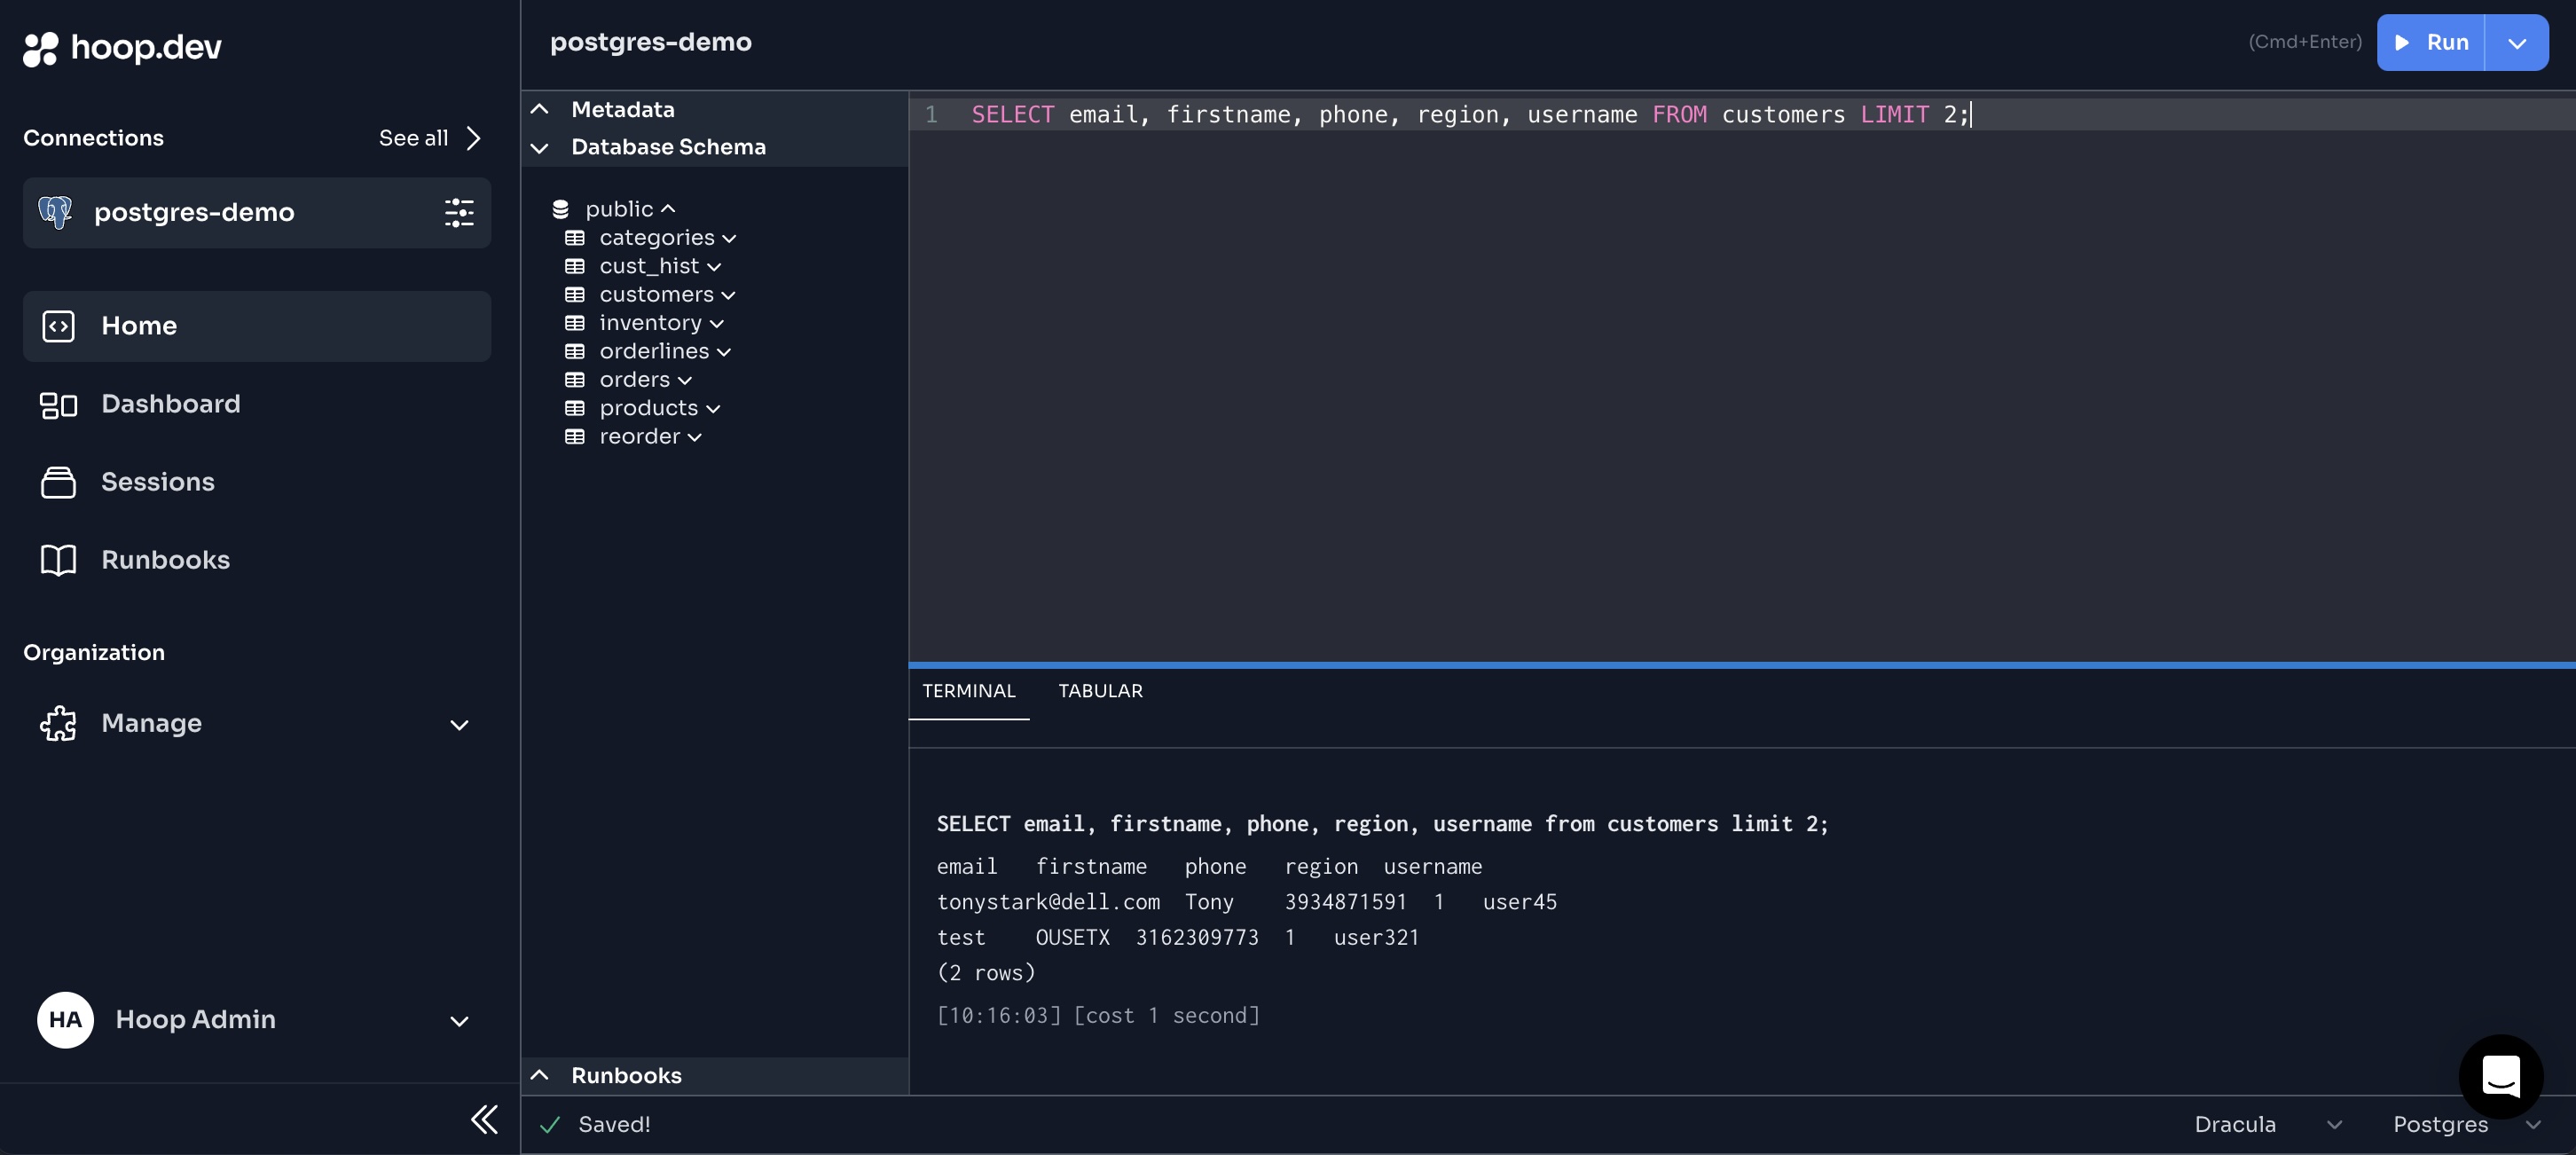 hoop.dev
Connections
See all
postgres-demo
Home
Dashboard
Sessions
Runbooks
Organization
Manage
HA
Hoop Admin
postgres-demo
(Cmd+Enter)
Run
Metadata
Database Schema
public
categories
cust_hist
customers
inventory
orderlines
orders
products
reorder
Runbooks
1 SELECT email, firstname, phone, region, username FROM customers LIMIT 2;
TERMINAL TABULAR
SELECT email, firstname, phone, region, username from customers limit 2;
email firstname phone region username
tonystark@dell.com Tony 3934871591 1 user45
test OUSETX 3162309773 1 user321
(2 rows)
[10:16:03] [cost 1 second]
Saved!
Dracula
Postgres